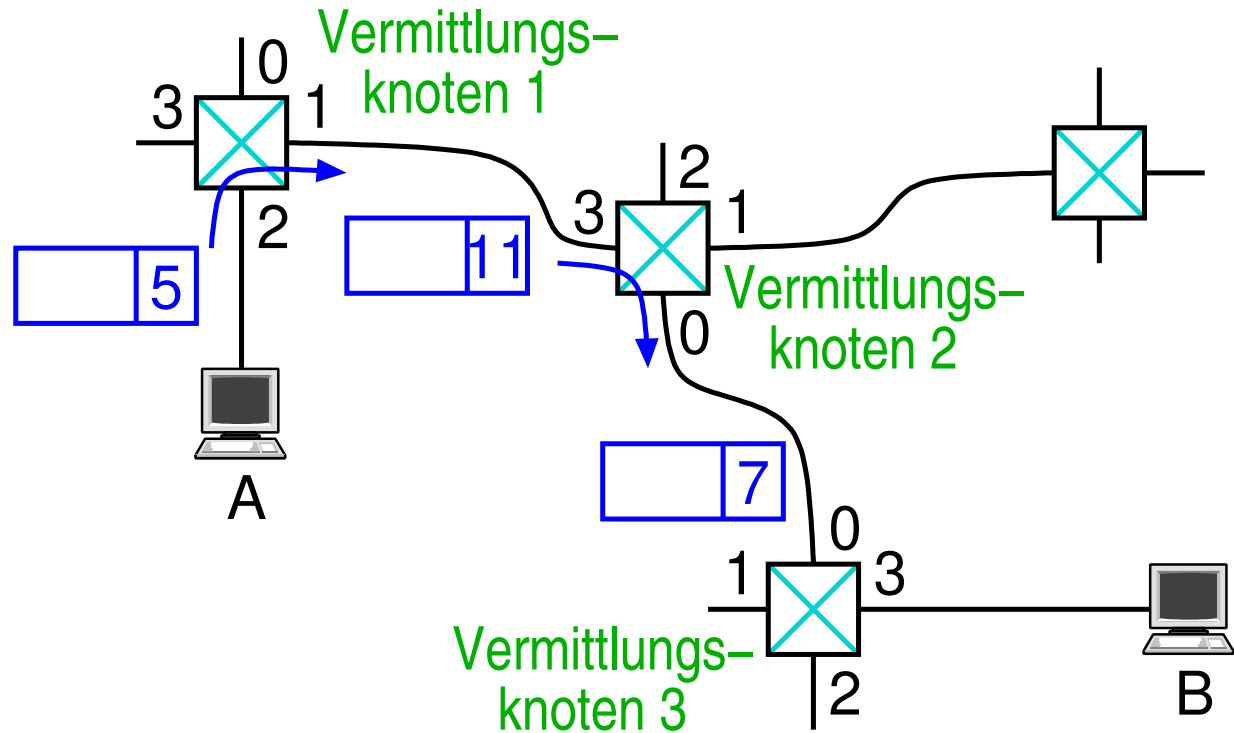 Vermittlungs–
knoten 1
0
3
1
2
5
A
11
2
3
1
0
Vermittlungs–
knoten 2
7
0
1
3
2
Vermittlungs–
knoten 3
B